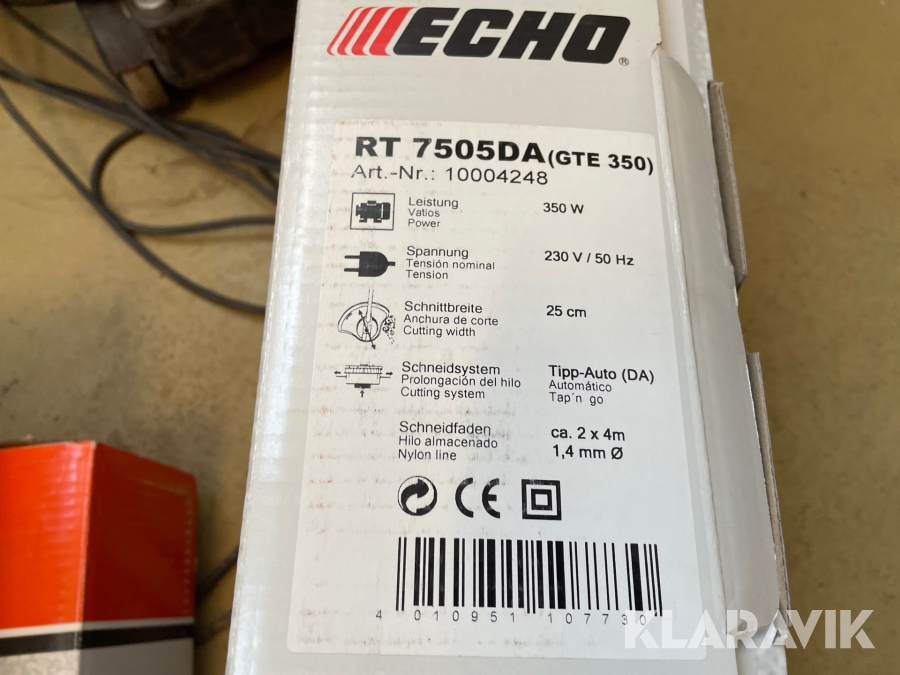 ECHO®
RT 7505DA (GTE 350)
Art.-Nr.: 10004248
Leistung
Vatios
Power
350 W
Spannung
Tensión nominal
Tension
230 V / 50 Hz
Schnittbreite
Anchura de corte
Cutting width
25 cm
Schneidsystem
Prolongación del hilo
Cutting system
Tipp-Auto (DA)
Automático
Tap´n go
Schneidfaden
Hilo almacenado
Nylon line
ca. 2 x 4m
1,4 mm Ø
CE
4 010951 107730
KLARAVIK